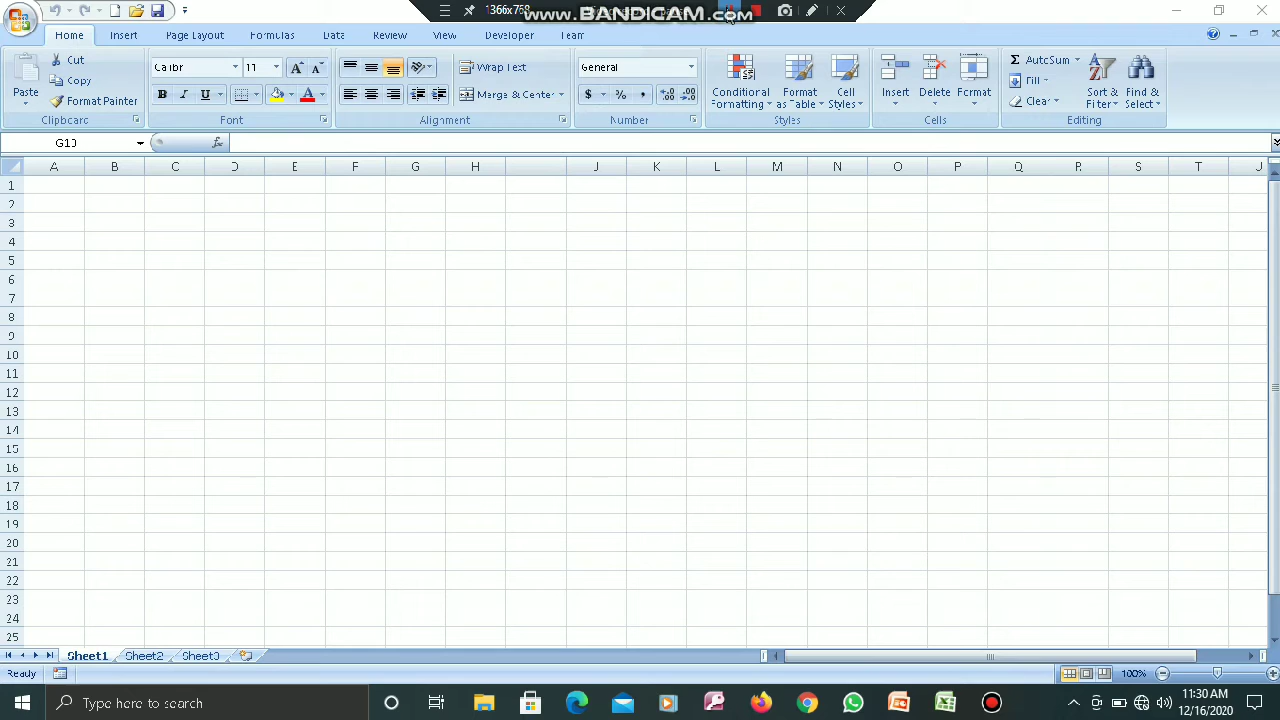 1366x768
www.BANDICAM.com
Home Insert Page Layout Formulas Data Review View Developer Team
Paste
Cut
Copy
Format Painter
Clipboard
Calibri 11
B I U
Font
Wrap Text
Merge & Center
Alignment
General
$ % ,
Number
Conditional Formatting
Format as Table
Cell Styles
Styles
Insert Delete Format
Cells
AutoSum
Fill
Clear
Sort & Filter
Find & Select
Editing
G10 fx
A B C D E F G H J K L M N O P Q R S T
1
2
3
4
5
6
7
8
9
10
11
12
13
14
15
16
17
18
19
20
21
22
23
24
25
Sheet1 Sheet2 Sheet3
Ready 100%
Type here to search
11:30 AM
12/16/2020